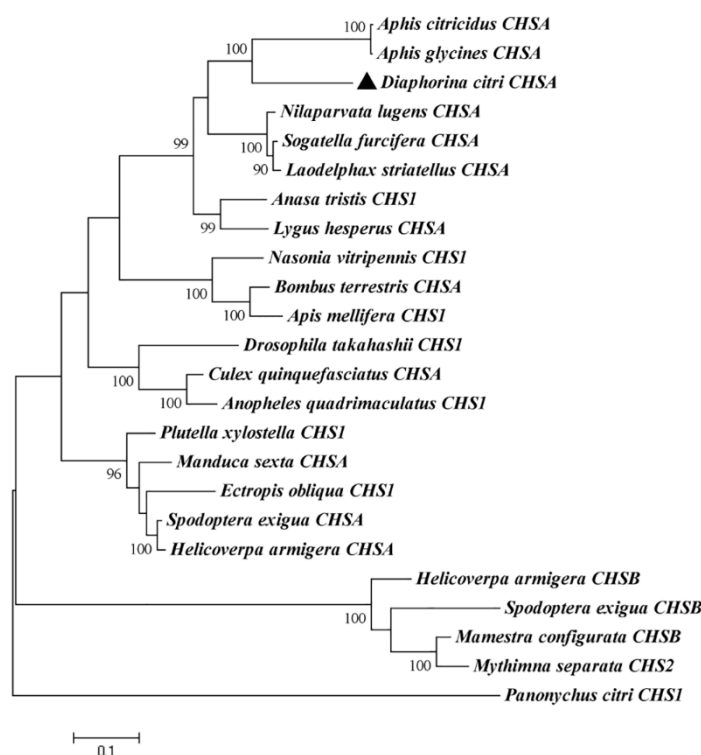 100
Aphis citricidus CHSA
100
Aphis glycines CHSA
Diaphorina citri CHSA
Nilaparvata lugens CHSA
99
100
Sogatella furcifera CHSA
90
Laodelphax striatellus CHSA
Anasa tristis CHS1
99
Lygus hesperus CHSA
Nasonia vitripennis CHS1
100
Bombus terrestris CHSA
100
Apis mellifera CHS1
Drosophila takahashii CHS1
100
Culex quinquefasciatus CHSA
100
Anopheles quadrimaculatus CHS1
Plutella xylostella CHS1
96
Manduca sexta CHSA
Ectropis obliqua CHS1
Spodoptera exigua CHSA
100
Helicoverpa armigera CHSA
Helicoverpa armigera CHSB
100
Spodoptera exigua CHSB
Mamestra configurata CHSB
100
Mythimna separata CHS2
Panonychus citri CHS1
0.1